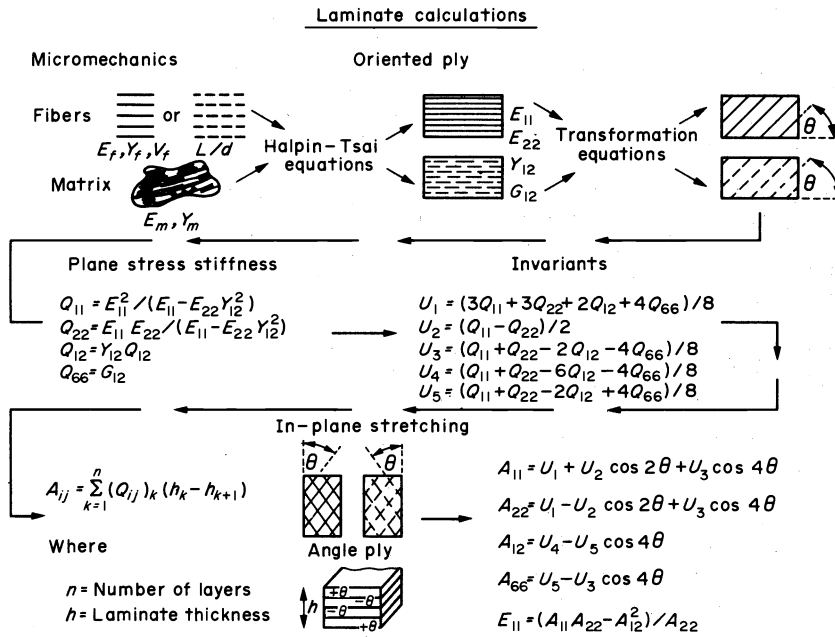 Laminate calculations
Micromechanics
Oriented ply
Fibers
or
E_f, Y_f, V_f
L/d
Matrix
E_m, Y_m
Halpin-Tsai
equations
E_11
E_22
Y_12
G_12
Transformation
equations
θ
θ
Plane stress stiffness
Q_11 = E_11^2/(E_11 - E_22 Y_12^2)
Q_22 = E_11 E_22/(E_11 - E_22 Y_12^2)
Q_12 = Y_12 Q_12
Q_66 = G_12
Invariants
U_1 = (3Q_11 + 3Q_22 + 2Q_12 + 4Q_66)/8
U_2 = (Q_11 - Q_22)/2
U_3 = (Q_11 + Q_22 - 2Q_12 - 4Q_66)/8
U_4 = (Q_11 + Q_22 - 6Q_12 - 4Q_66)/8
U_5 = (Q_11 + Q_22 - 2Q_12 + 4Q_66)/8
In-plane stretching
A_ij = Σ_{k=1}^{n} (Q_ij)_k (h_k - h_{k+1})
Where
n = Number of layers
h = Laminate thickness
θ
θ
Angle ply
h
+θ
-θ
-θ
+θ
A_11 = U_1 + U_2 cos 2θ + U_3 cos 4θ
A_22 = U_1 - U_2 cos 2θ + U_3 cos 4θ
A_12 = U_4 - U_5 cos 4θ
A_66 = U_5 - U_3 cos 4θ
E_11 = (A_11 A_22 - A_12^2)/A_22